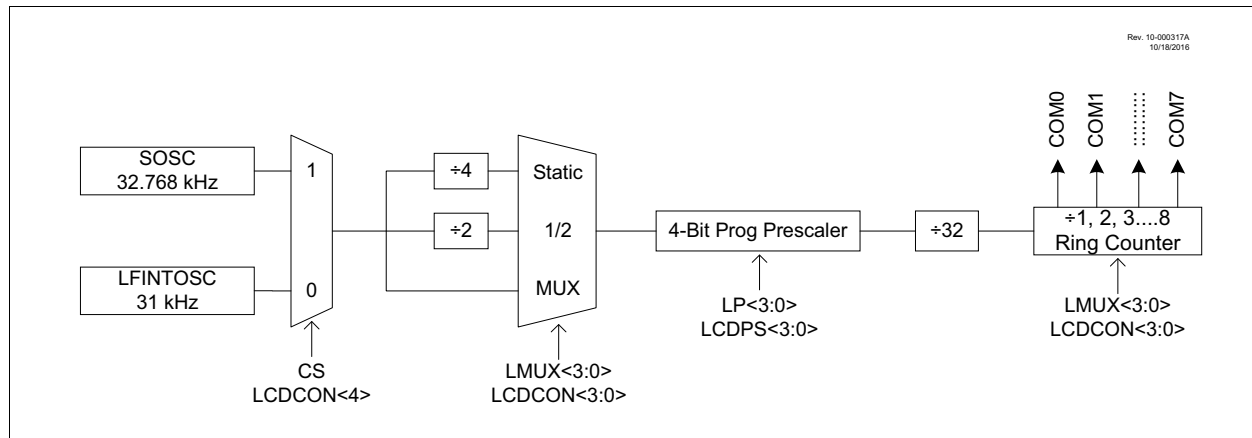 Rev. 10-000317A
10/18/2016
COM0
COM1
........
COM7
SOSC
32.768 kHz
1
÷4
Static
÷2
1/2
4-Bit Prog Prescaler
÷32
÷1, 2, 3....8
Ring Counter
LFINTOSC
31 kHz
0
MUX
CS
LCDCON<4>
LMUX<3:0>
LCDCON<3:0>
LP<3:0>
LCDPS<3:0>
LMUX<3:0>
LCDCON<3:0>